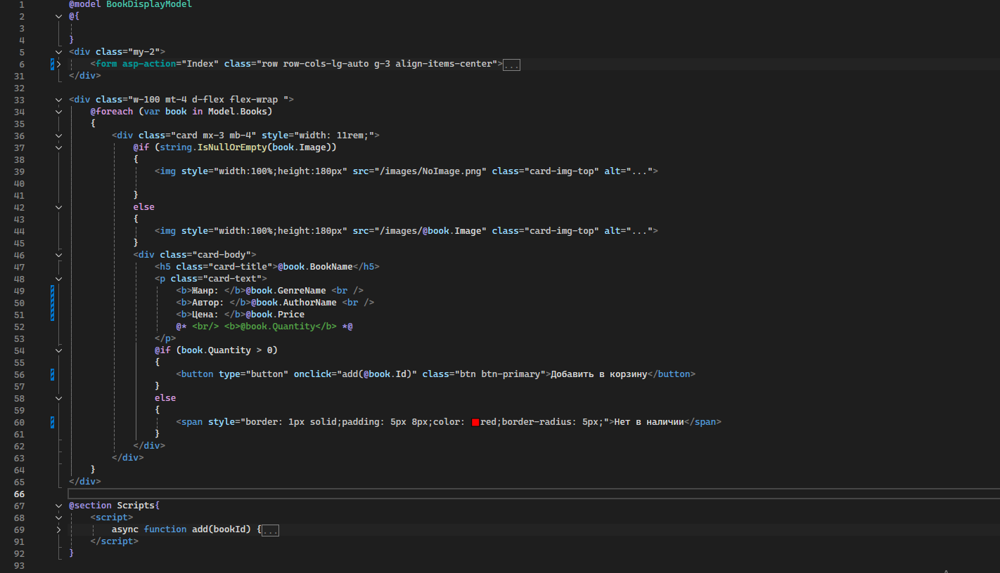 1 @model BookDisplayModel
2 @{
3
4 }
5 <div class="my-2">
6 <form asp-action="Index" class="row row-cols-lg-auto g-3 align-items-center">...
31 </div>
32
33 <div class="w-100 mt-4 d-flex flex-wrap ">
34 @foreach (var book in Model.Books)
35 {
36 <div class="card mx-3 mb-4" style="width: 11rem;">
37 @if (string.IsNullOrEmpty(book.Image))
38 {
39 <img style="width:100%;height:180px" src="/images/NoImage.png" class="card-img-top" alt="...">
40
41 }
42 else
43 {
44 <img style="width:100%;height:180px" src="/images/@book.Image" class="card-img-top" alt="...">
45 }
46 <div class="card-body">
47 <h5 class="card-title">@book.BookName</h5>
48 <p class="card-text">
49 <b>Жанр: </b>@book.GenreName <br />
50 <b>Автор: </b>@book.AuthorName <br />
51 <b>Цена: </b>@book.Price
52 @* <br/> <b>@book.Quantity</b> *@
53 </p>
54 @if (book.Quantity > 0)
55 {
56 <button type="button" onclick="add(@book.Id)" class="btn btn-primary">Добавить в корзину</button>
57 }
58 else
59 {
60 <span style="border: 1px solid;padding: 5px 8px;color: red;border-radius: 5px;">Нет в наличии</span>
61 }
62 </div>
63 </div>
64 }
65 </div>
66
67 @section Scripts{
68 <script>
69 async function add(bookId) {...
91 </script>
92 }
93